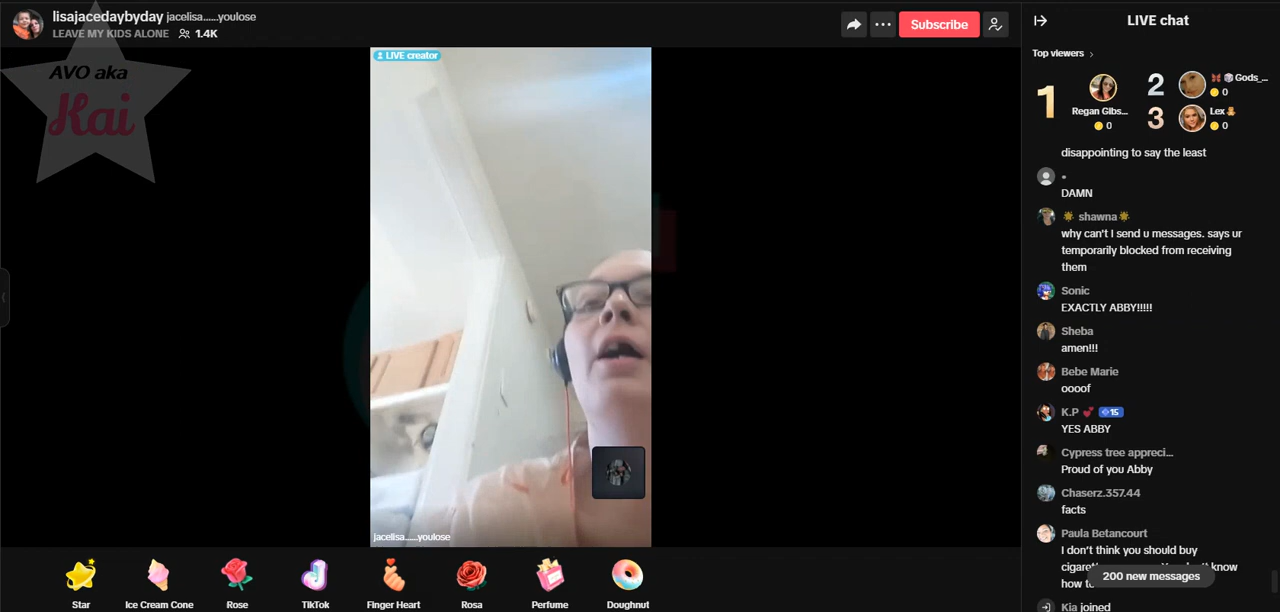 lisajacedaybyday jacelisa......youlose
LEAVE MY KIDS ALONE 1.4K
Subscribe
LIVE chat
AVO aka
Kai
LIVE creator
jacelisa......youlose
Star
Ice Cream Cone
Rose
TikTok
Finger Heart
Rosa
Perfume
Doughnut
Top viewers
1
Regan Gibs...
0
2
Gods_...
0
3
Lex
0
disappointing to say the least
DAMN
shawna
why can't I send u messages. says ur
temporarily blocked from receiving
them
Sonic
EXACTLY ABBY!!!!!
Sheba
amen!!!
Bebe Marie
oooof
K.P 15
YES ABBY
Cypress tree appreci...
Proud of you Abby
Chaserz.357.44
facts
Paula Betancourt
I don't think you should buy
know
how
200 new messages
Kia joined